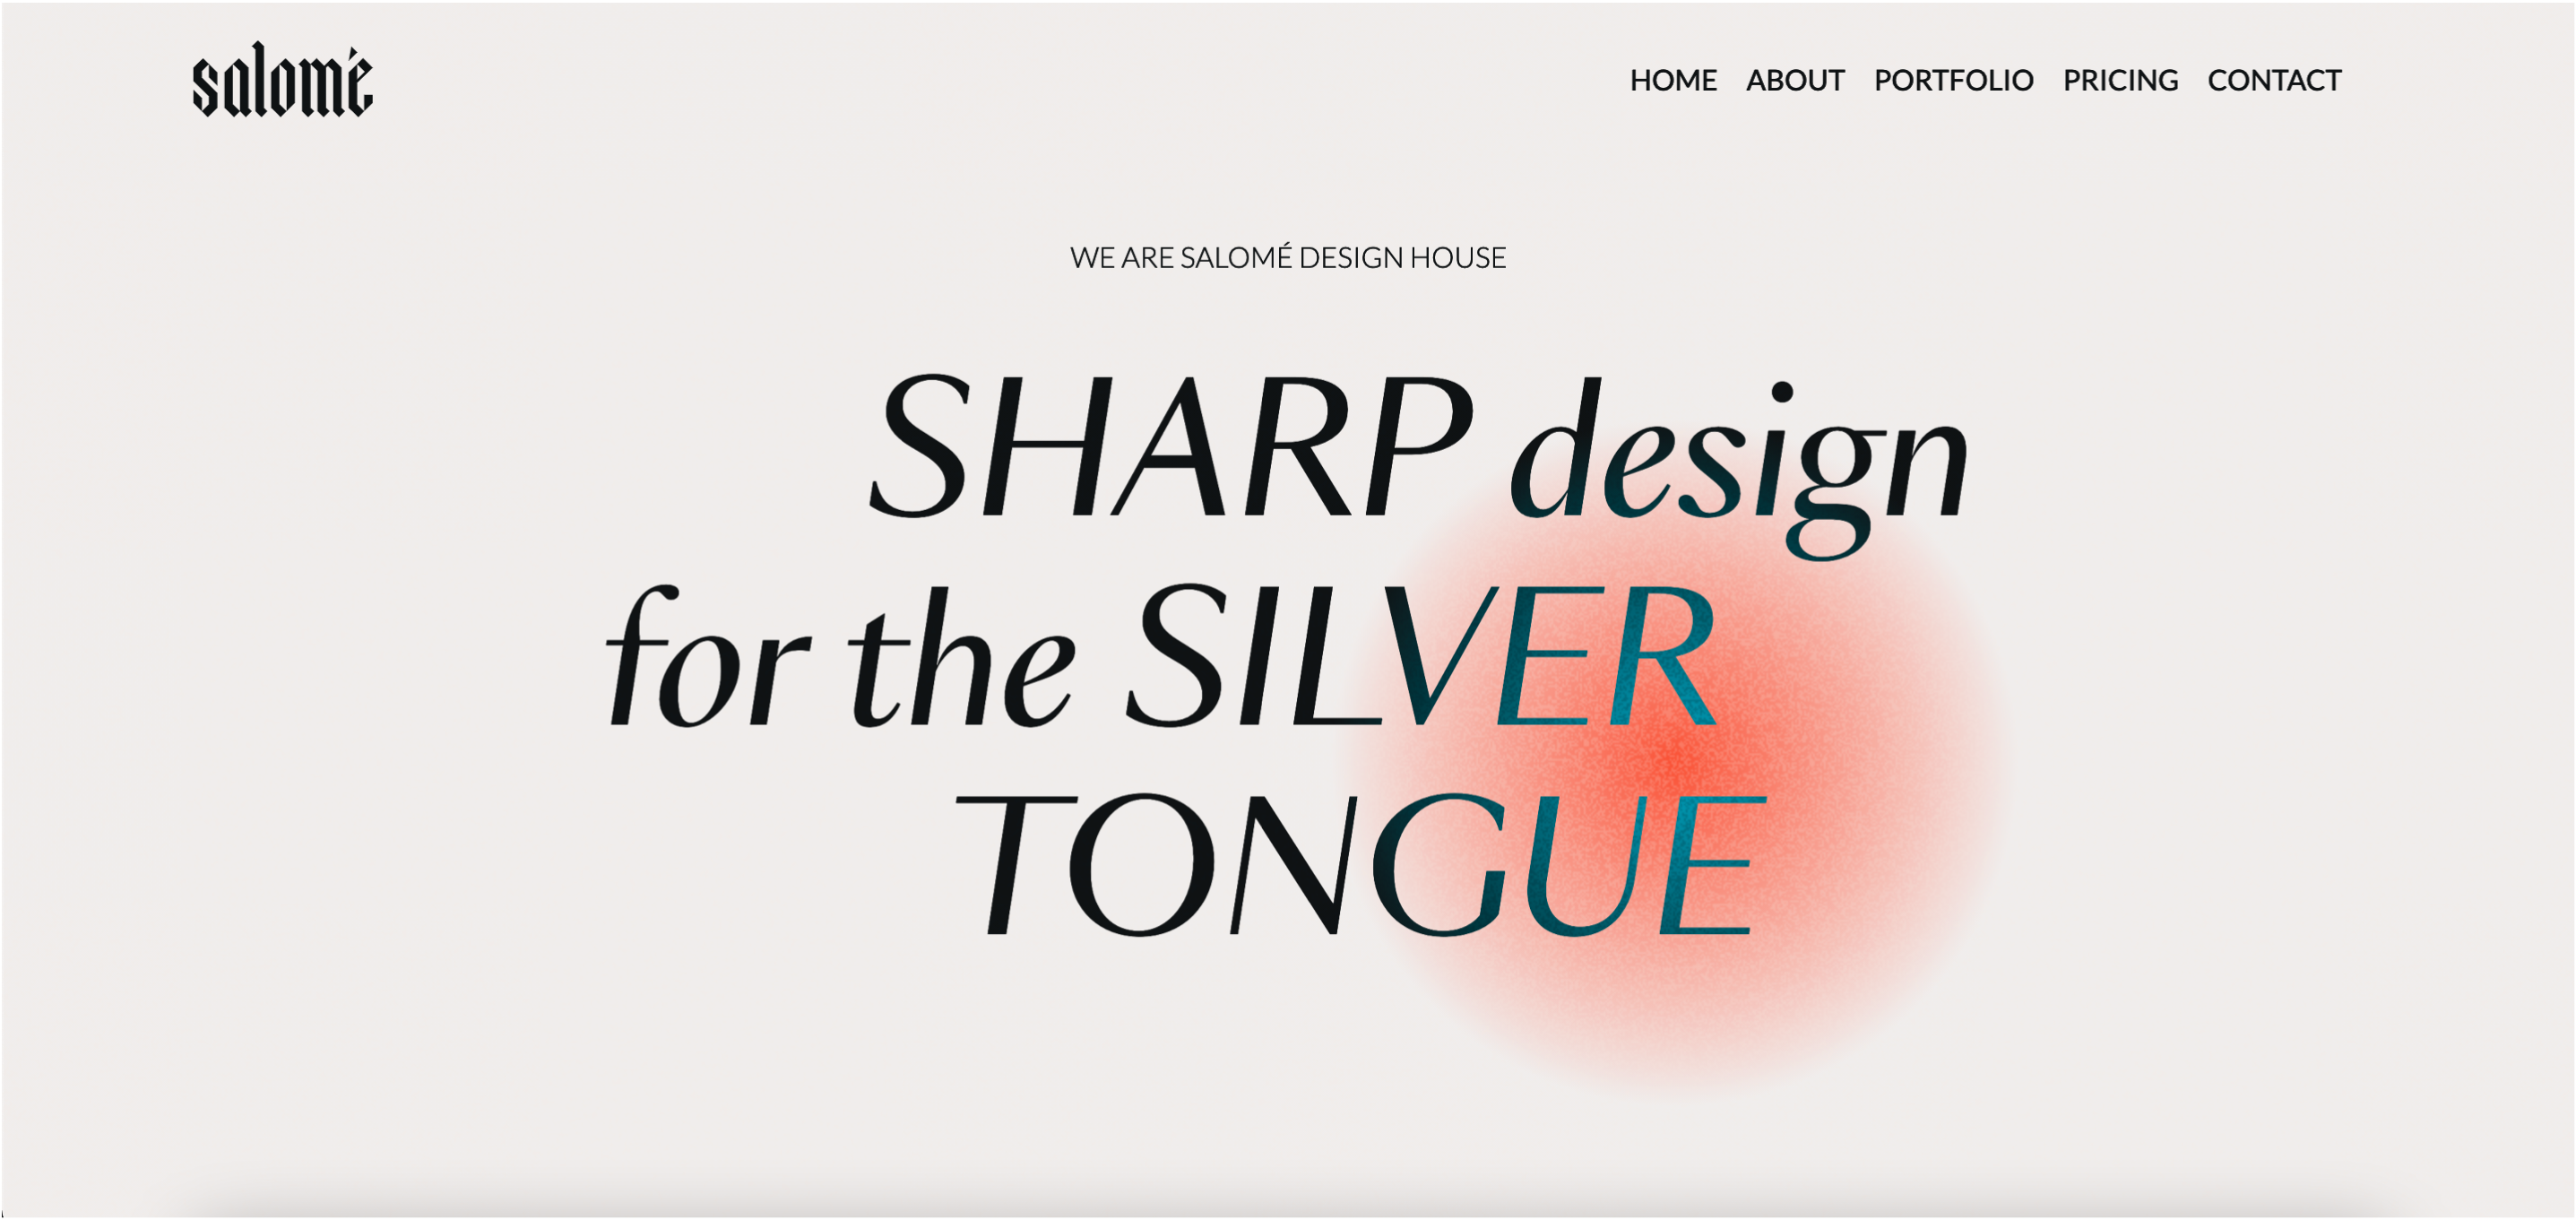 salomé
HOME ABOUT PORTFOLIO PRICING CONTACT
WE ARE SALOMÉ DESIGN HOUSE
SHARP design
for the SILVER
TONGUE